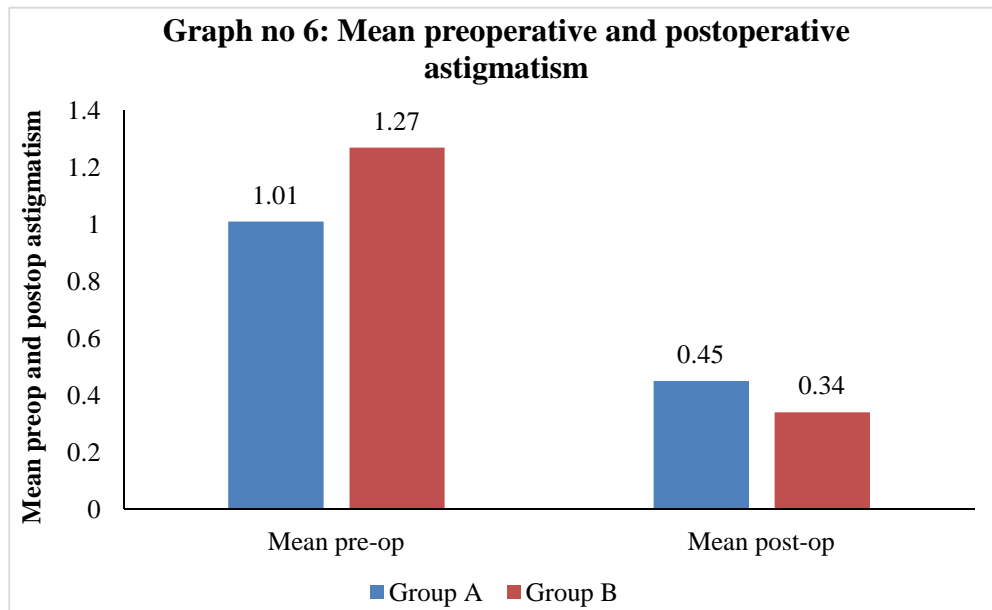 Graph no 6: Mean preoperative and postoperative
astigmatism
Mean preop and postop astigmatism
1.4
1.2
1
0.8
0.6
0.4
0.2
0
1.01
1.27
0.45
0.34
Mean pre-op
Mean post-op
Group A
Group B